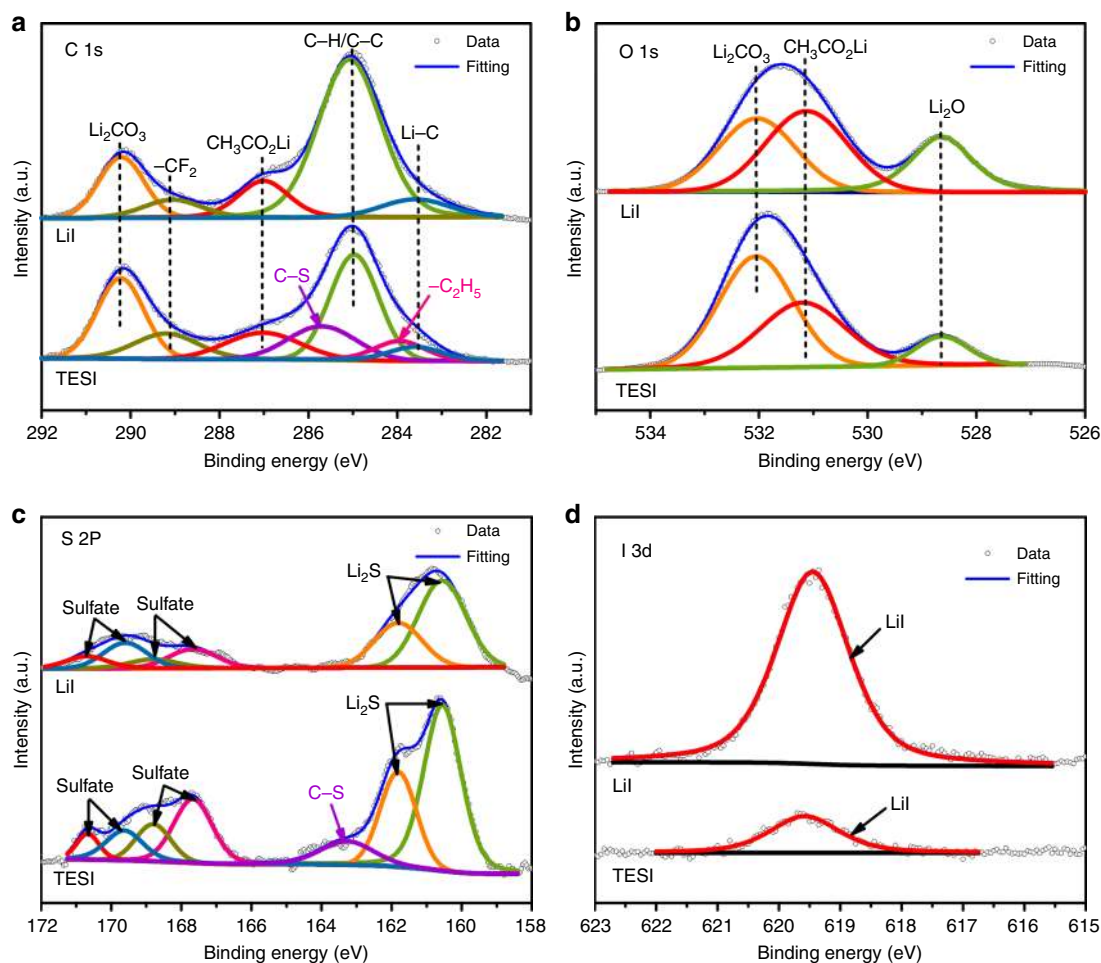 a
C 1s
C–H/C–C
Data
Fitting
Li2CO3
–CF2
CH3CO2Li
Li–C
LiI
C–S
–C2H5
TESI
Intensity (a.u.)
292 290 288 286 284 282
Binding energy (eV)
b
O 1s
Li2CO3
CH3CO2Li
Data
Fitting
Li2O
LiI
TESI
Intensity (a.u.)
534 532 530 528 526
Binding energy (eV)
c
S 2P
Data
Fitting
Sulfate
Sulfate
Li2S
LiI
Sulfate
Sulfate
Li2S
C–S
TESI
Intensity (a.u.)
172 170 168 166 164 162 160 158
Binding energy (eV)
d
I 3d
Data
Fitting
LiI
LiI
LiI
TESI
Intensity (a.u.)
623 622 621 620 619 618 617 616 615
Binding energy (eV)